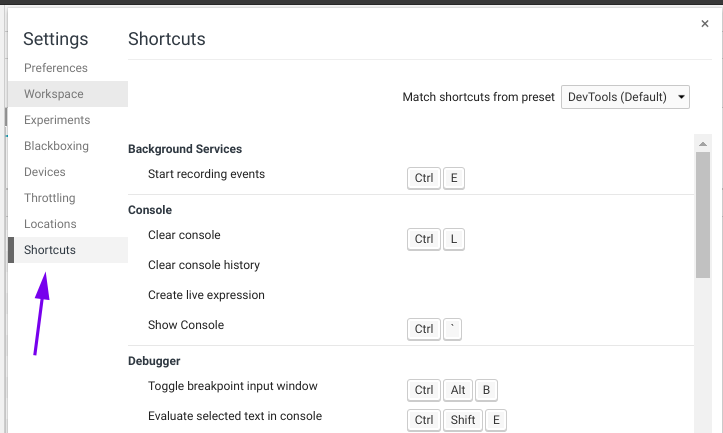 Settings
Preferences
Workspace
Experiments
Blackboxing
Devices
Throttling
Locations
Shortcuts
Shortcuts
×
Match shortcuts from preset DevTools (Default)
Background Services
Start recording events Ctrl E
Console
Clear console Ctrl L
Clear console history
Create live expression
Show Console Ctrl `
Debugger
Toggle breakpoint input window Ctrl Alt B
Evaluate selected text in console Ctrl Shift E